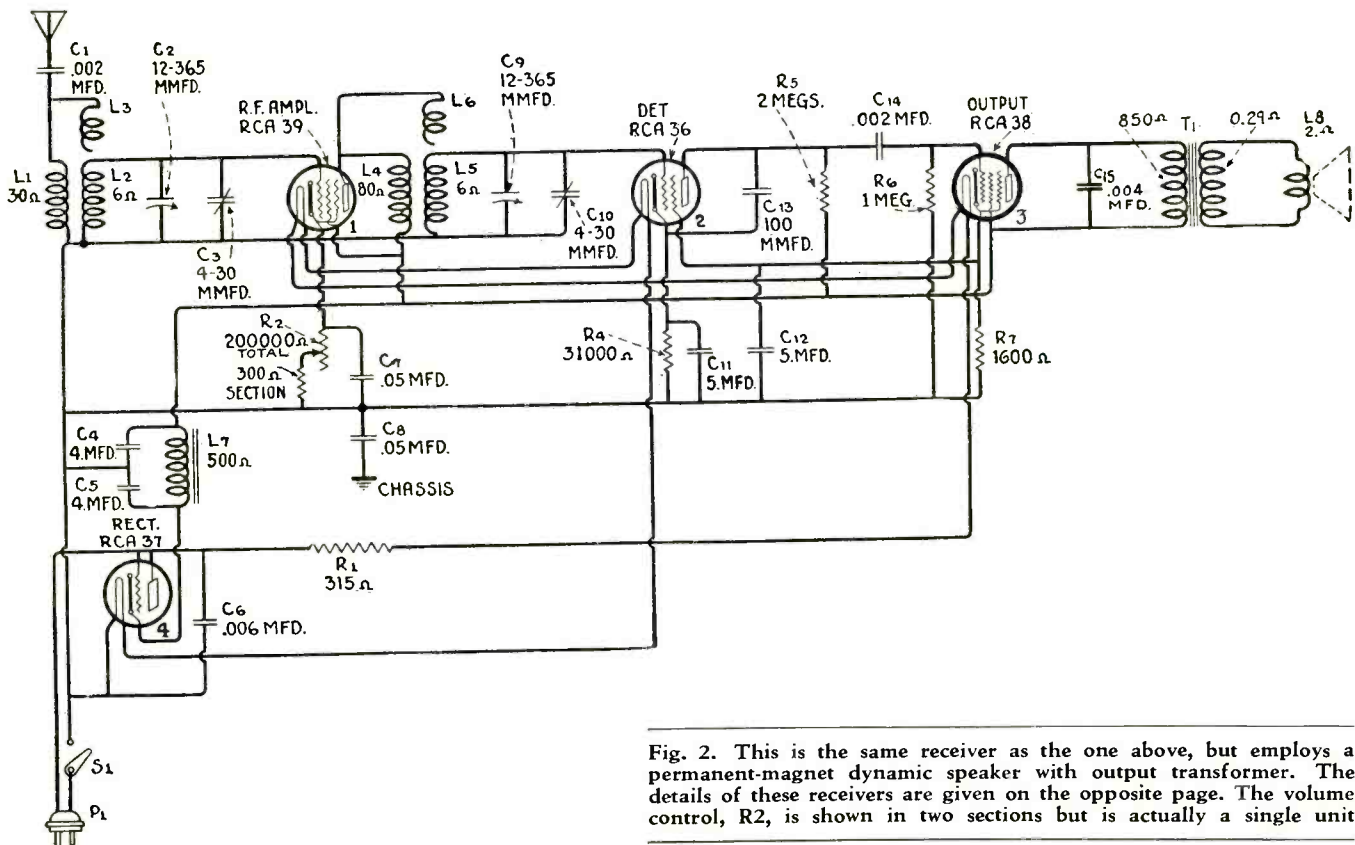 C1
.002
MFD.
C2
12-365
MMFD.
L3
R.F. AMPL.
RCA 39
L6
C9
12-365
MMFD.
DET
RCA 36
R5
2 MEGS.
C14
.002 MFD.
OUTPUT
RCA 38
850Ω
T1
0.29Ω
L8
2Ω
L1
30Ω
L2
6Ω
C3
4-30
MMFD.
1
L4
80Ω
L5
6Ω
C10
4-30
MMFD.
2
C13
100
MMFD.
R6
1 MEG.
3
C15
.004
MFD.
R2
200000Ω
TOTAL
300Ω
SECTION
C7
.05 MFD.
R4
31000Ω
C11
5.MFD.
C12
5.MFD.
R7
1600Ω
C4
4.MFD.
C5
4.MFD.
L7
500Ω
C8
.05 MFD.
CHASSIS
RECT.
RCA 37
4
R1
315Ω
C6
.006 MFD.
S1
P1
Fig. 2. This is the same receiver as the one above, but employs a
permanent-magnet dynamic speaker with output transformer. The
details of these receivers are given on the opposite page. The volume
control, R2, is shown in two sections but is actually a single unit